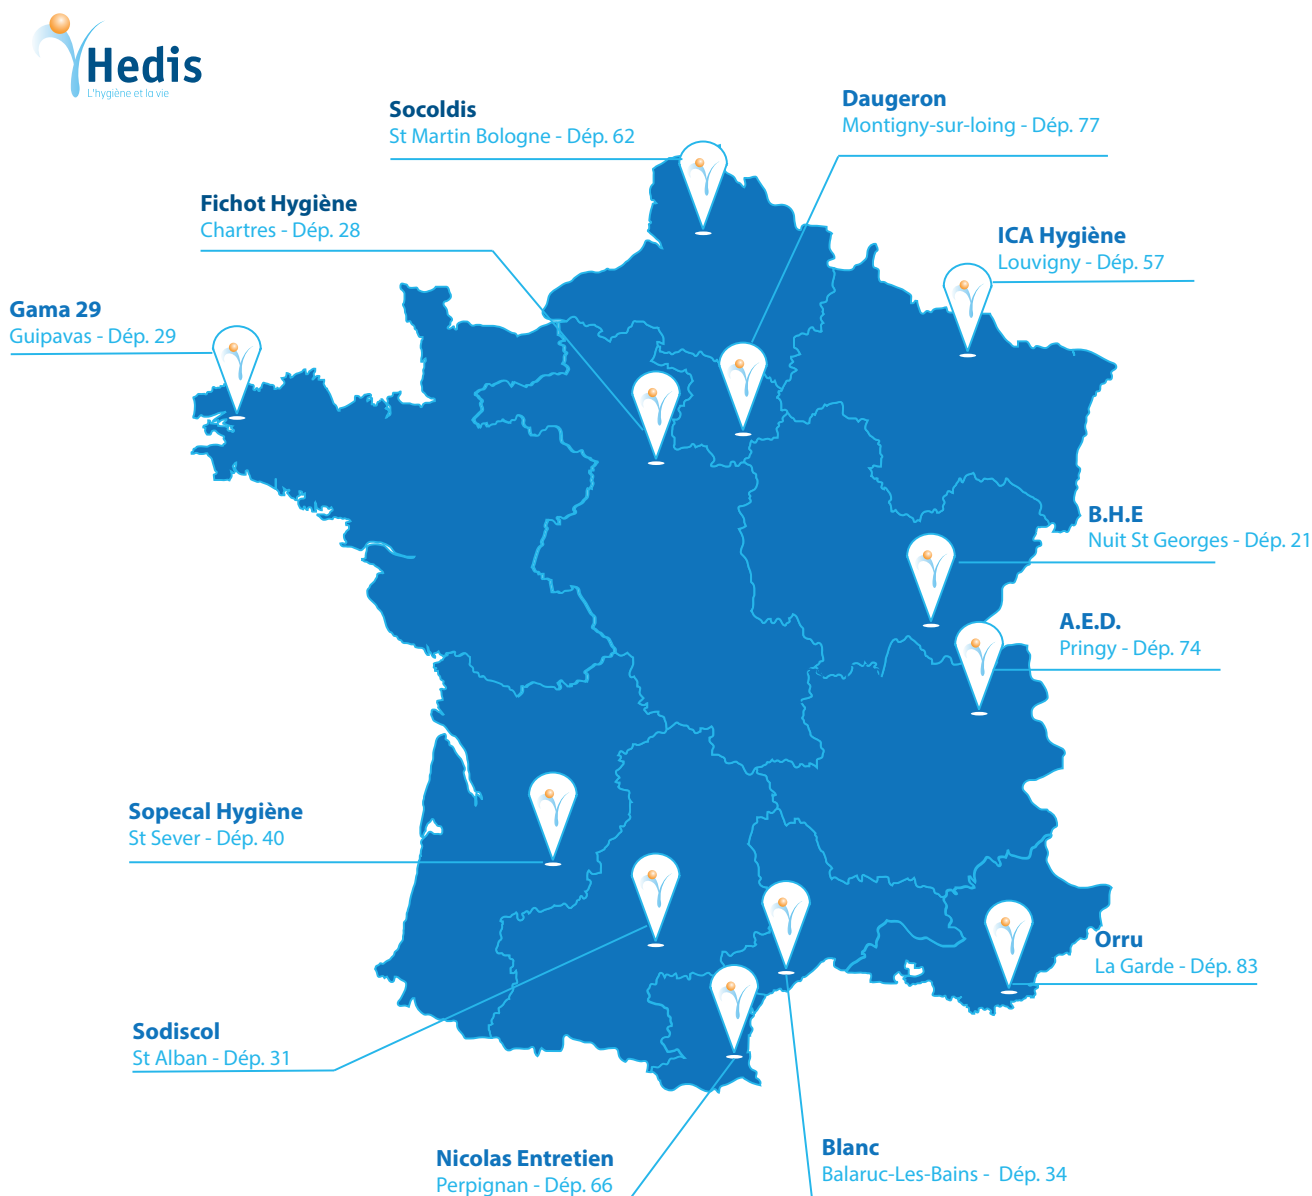 Hedis
L'hygiène et la vie
Daugeron
Montigny-sur-loing - Dép. 77
Socoldis
St Martin Bologne - Dép. 62
Fichot Hygiène
Chartres - Dép. 28
ICA Hygiène
Louvigny - Dép. 57
Gama 29
Guipavas - Dép. 29
B.H.E
Nuit St Georges - Dép. 21
A.E.D.
Pringy - Dép. 74
Sopecal Hygiène
St Sever - Dép. 40
Orru
La Garde - Dép. 83
Sodiscol
St Alban - Dép. 31
Blanc
Balaruc-Les-Bains - Dép. 34
Nicolas Entretien
Perpignan - Dép. 66